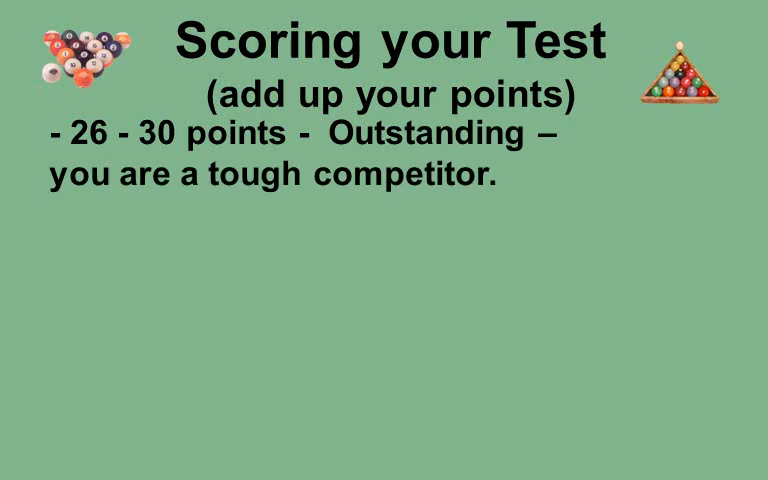 Scoring your Test
(add up your points)
- 26 - 30 points -  Outstanding –
you are a tough competitor.